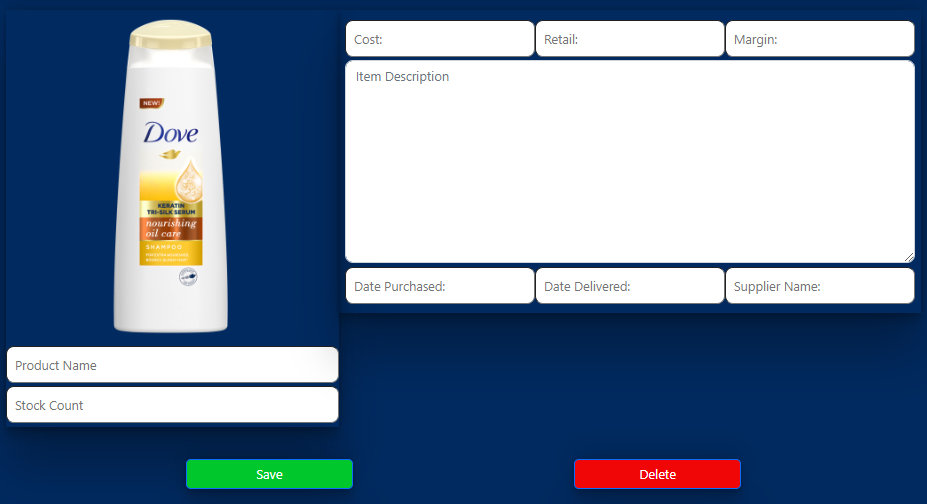 NEW!
Dove
KERATIN
TRI-SILK SERUM
nourishing
oil care
SHAMPOO
Cost:
Retail:
Margin:
Item Description
Date Purchased:
Date Delivered:
Supplier Name:
Product Name
Stock Count
Save
Delete